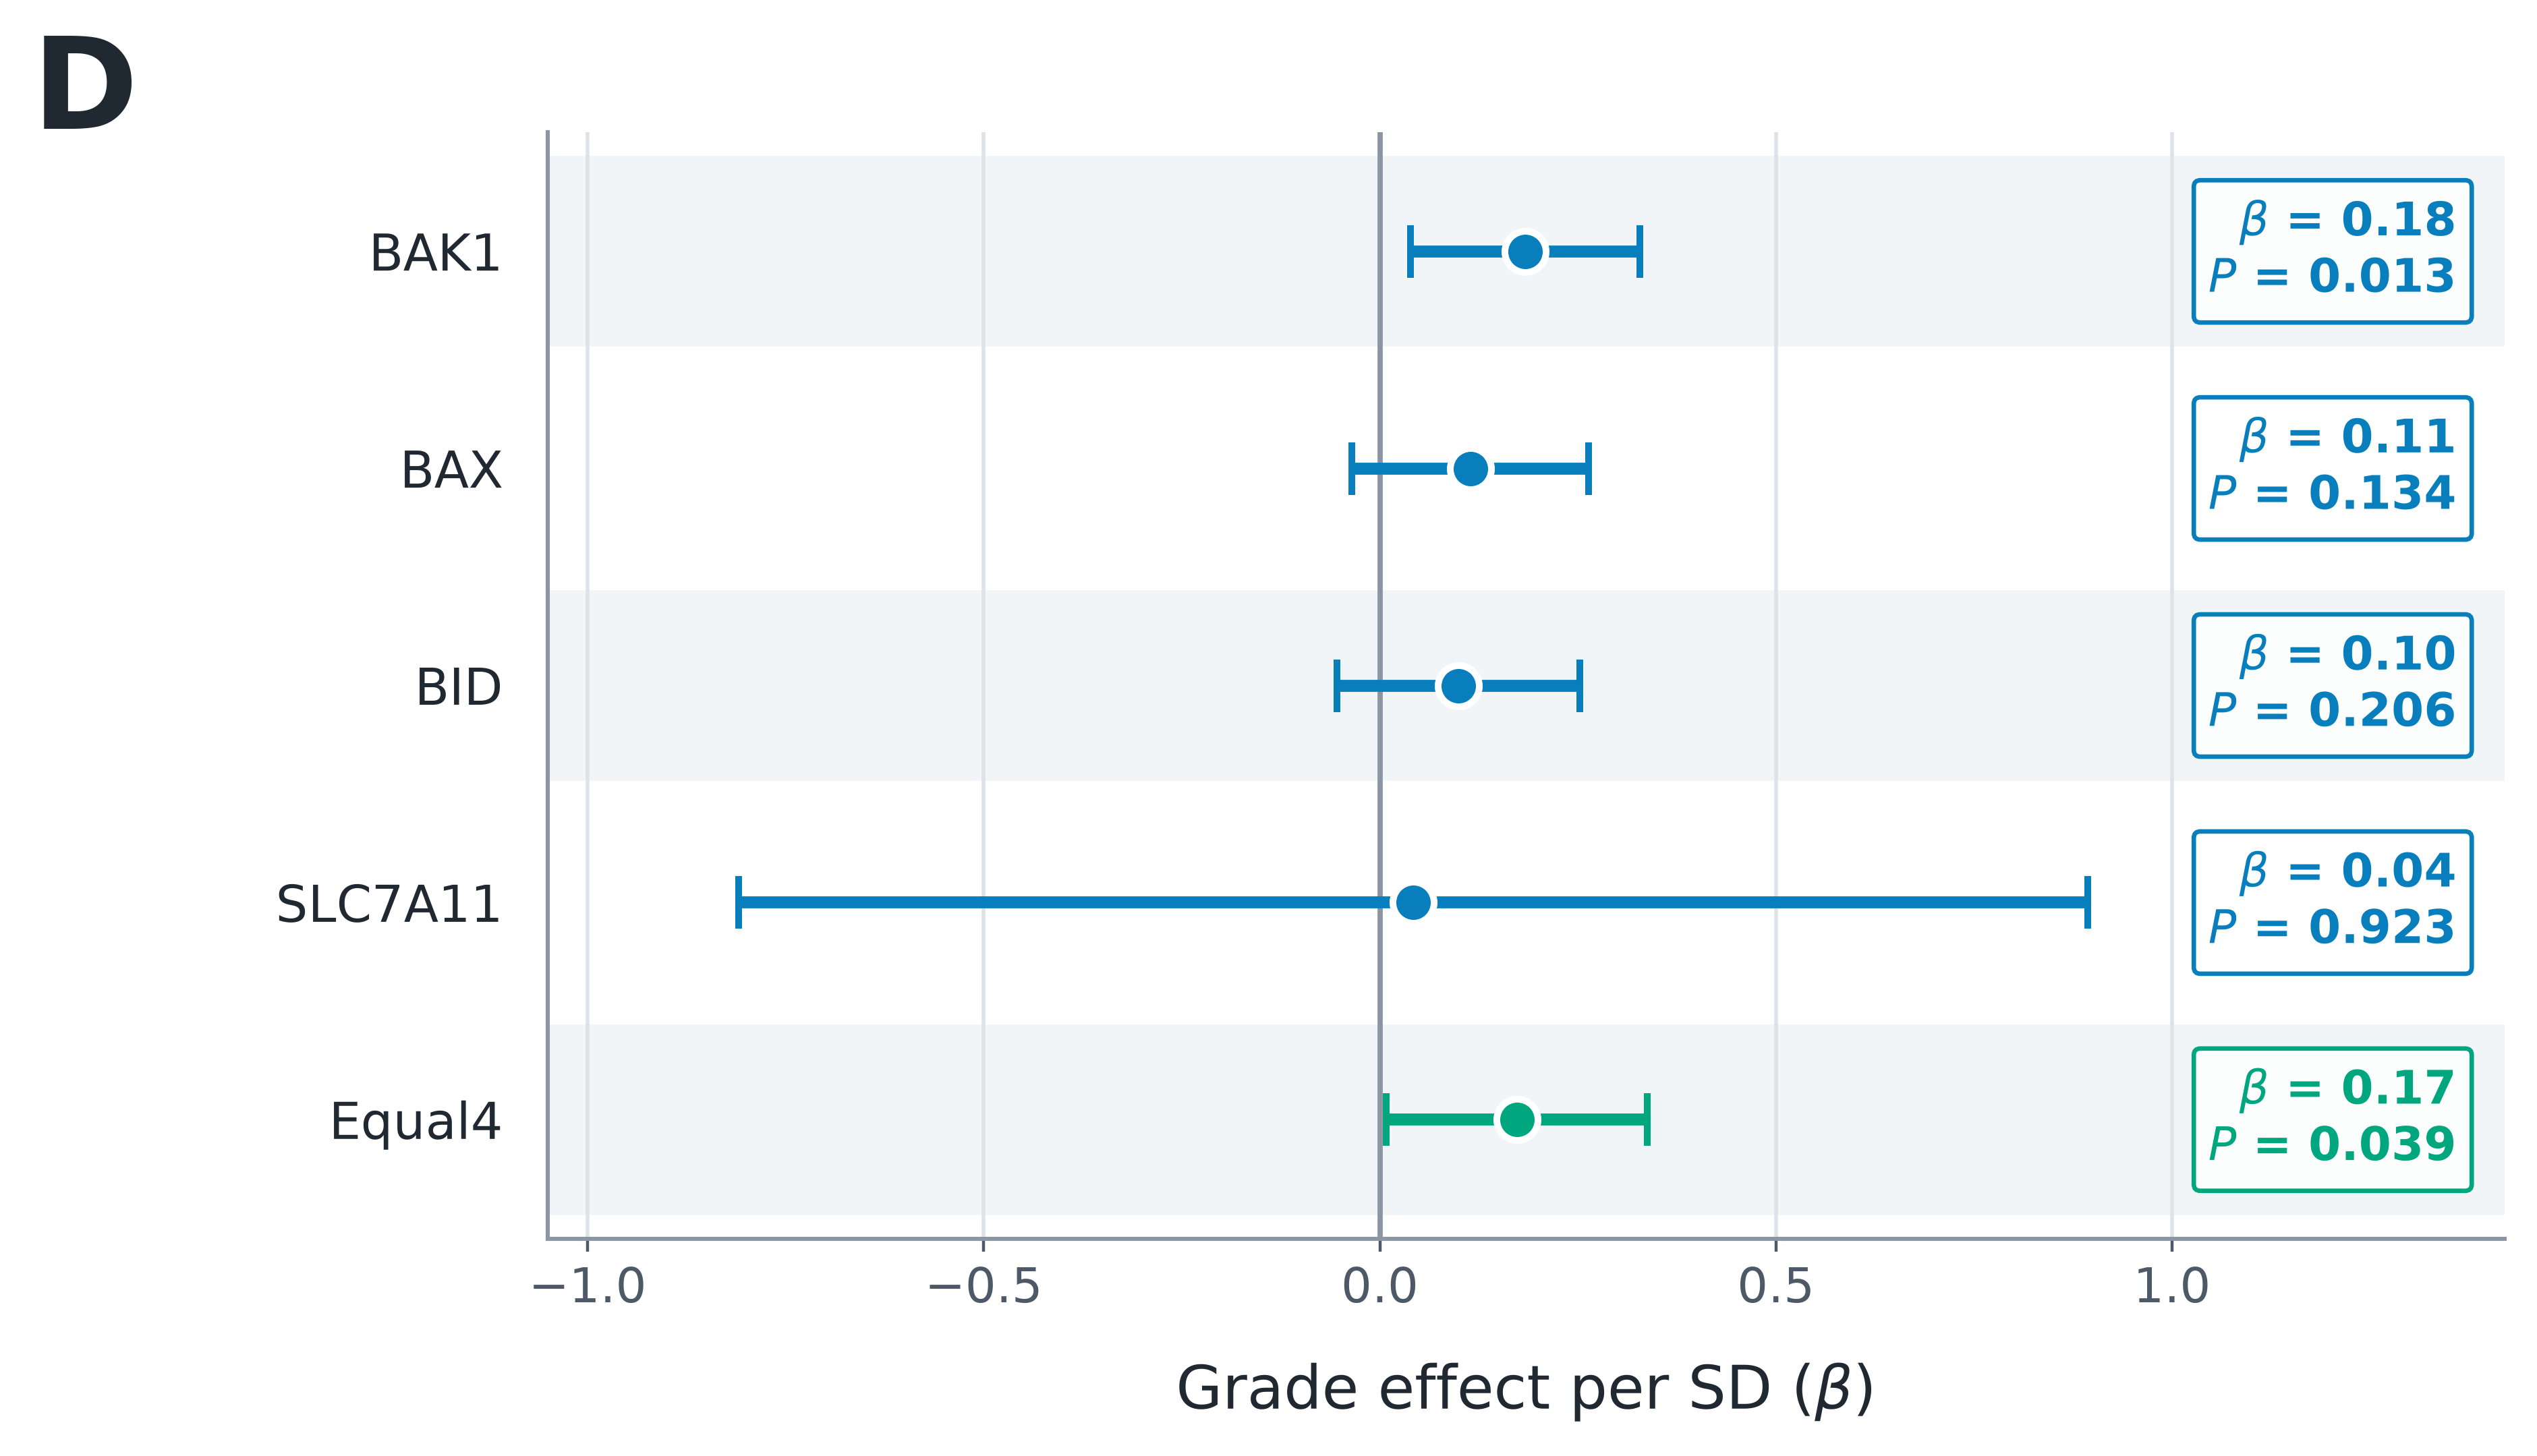 D
BAK1
β = 0.18
P = 0.013
BAX
β = 0.11
P = 0.134
BID
β = 0.10
P = 0.206
SLC7A11
β = 0.04
P = 0.923
Equal4
β = 0.17
P = 0.039
−1.0 −0.5 0.0 0.5 1.0
Grade effect per SD (β)